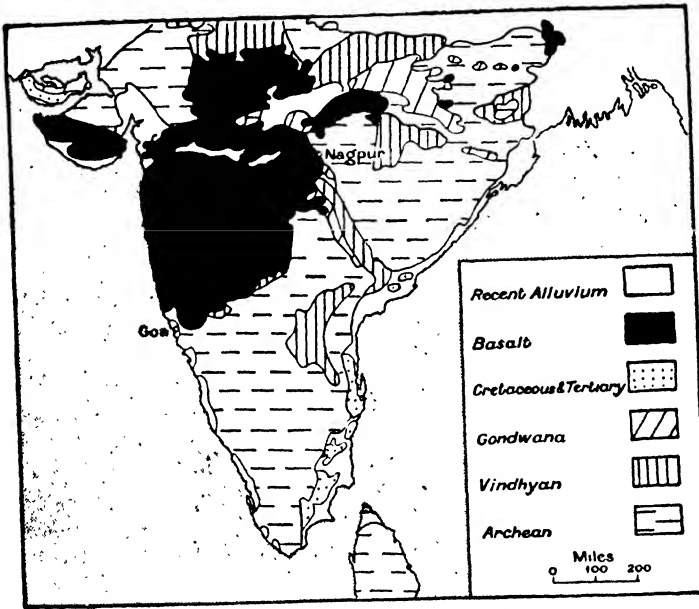 Nagpur
Goa
Recent Alluvium
Basalt
Cretaceous&Tertiary
Gondwana
Vindhyan
Archean
Miles
0 100 200